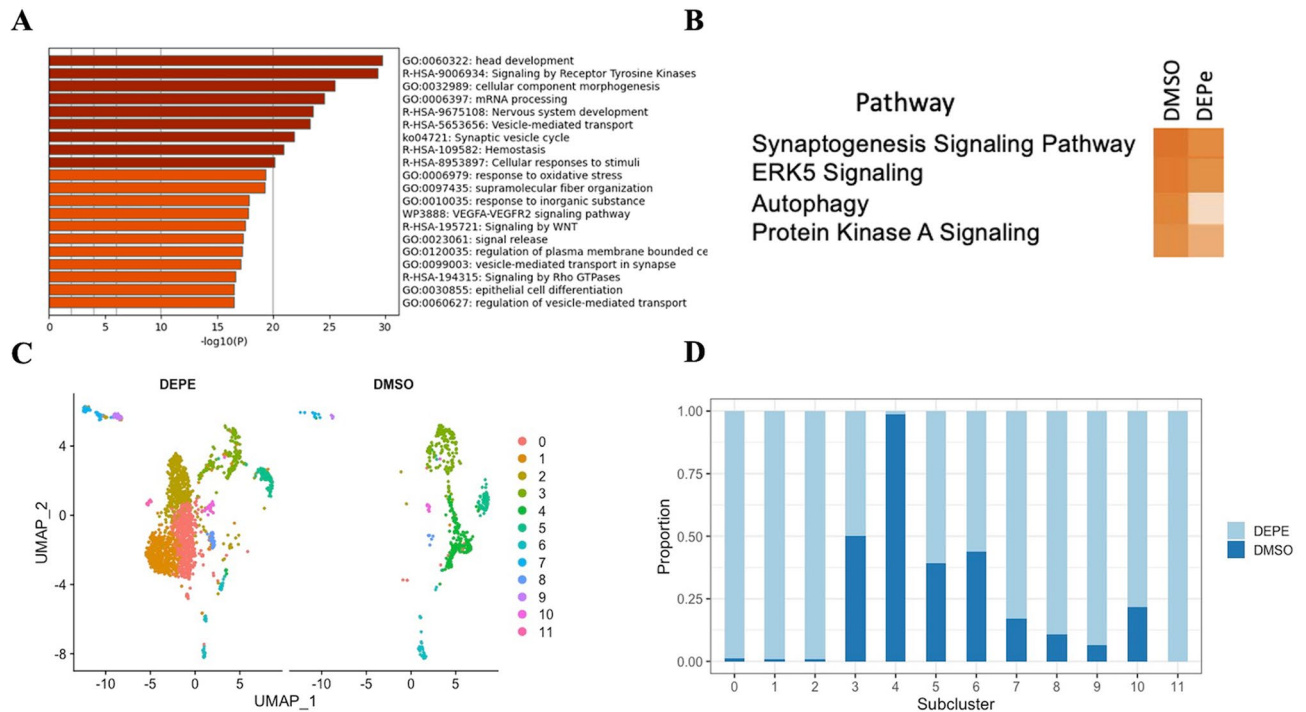 A
GO:0060322: head development
R-HSA-9006934: Signaling by Receptor Tyrosine Kinases
GO:0032989: cellular component morphogenesis
GO:0006397: mRNA processing
R-HSA-9675108: Nervous system development
R-HSA-5653656: Vesicle-mediated transport
ko04721: Synaptic vesicle cycle
R-HSA-109582: Hemostasis
R-HSA-8953897: Cellular responses to stimuli
GO:0006979: response to oxidative stress
GO:0097435: supramolecular fiber organization
GO:0010035: response to inorganic substance
WP3888: VEGFA-VEGFR2 signaling pathway
R-HSA-195721: Signaling by WNT
GO:0023061: signal release
GO:0120035: regulation of plasma membrane bounded ce
GO:0099003: vesicle-mediated transport in synapse
R-HSA-194315: Signaling by Rho GTPases
GO:0030855: epithelial cell differentiation
GO:0060627: regulation of vesicle-mediated transport
0 5 10 15 20 25 30
-log10(P)
B
DMSO
DEPe
Pathway
Synaptogenesis Signaling Pathway
ERK5 Signaling
Autophagy
Protein Kinase A Signaling
C
DEPE DMSO
4
0
-4
-8
UMAP_2
-10 -5 0 5 -10 -5 0 5
UMAP_1
0
1
2
3
4
5
6
7
8
9
10
11
D
1.00
0.75
0.50
0.25
0.00
Proportion
0 1 2 3 4 5 6 7 8 9 10 11
Subcluster
DEPE
DMSO